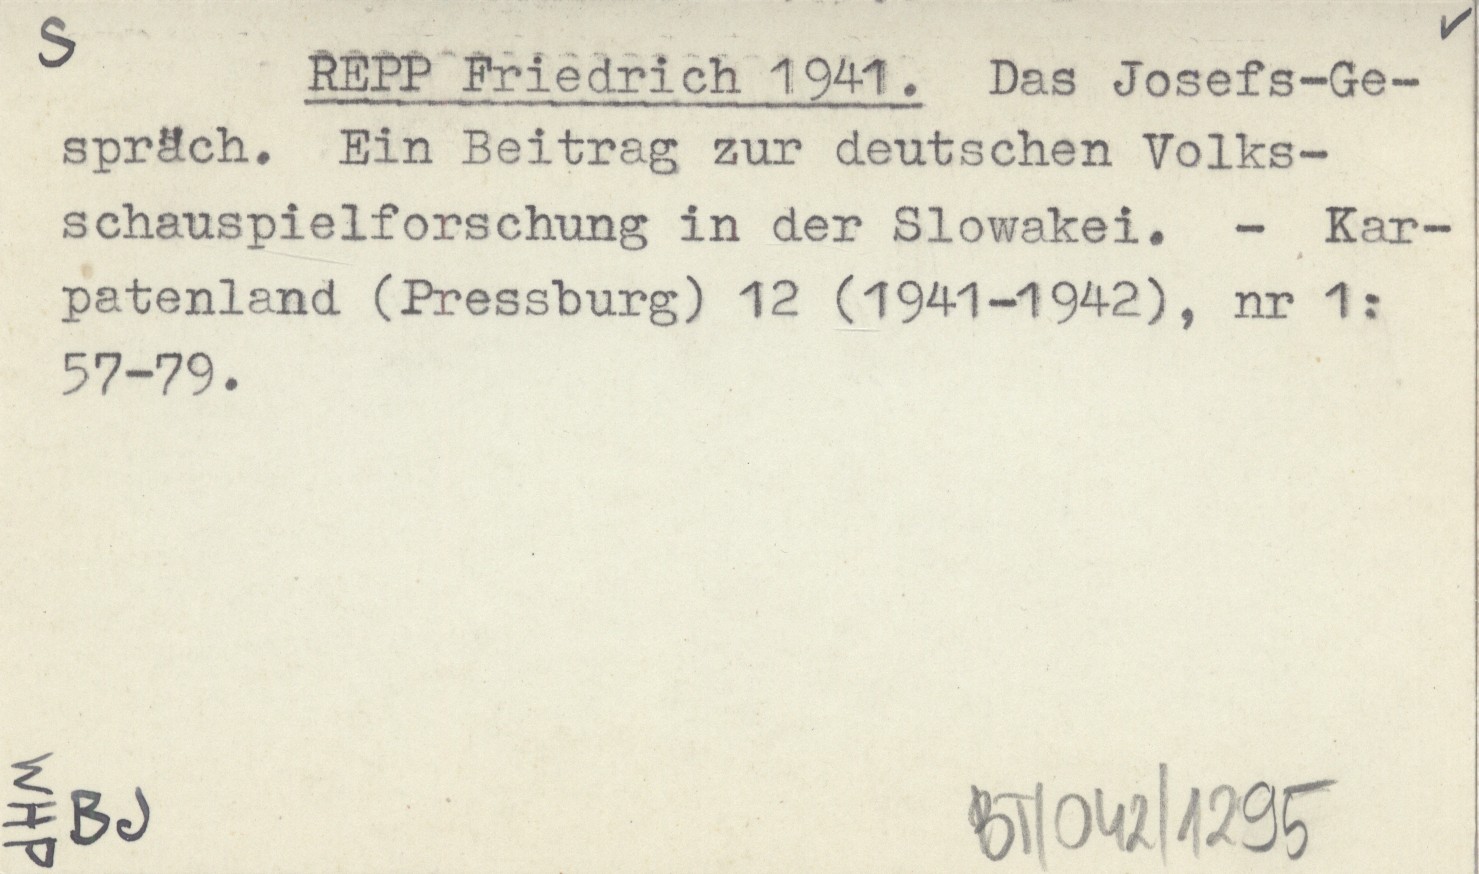 S ✓
REPP Friedrich 1941. Das Josefs-Ge-
spräch. Ein Beitrag zur deutschen Volks-
schauspielforschung in der Slowakei. - Kar-
patenland (Pressburg) 12 (1941-1942), nr 1:
57-79.
WHP
BJ
BT/042/1295